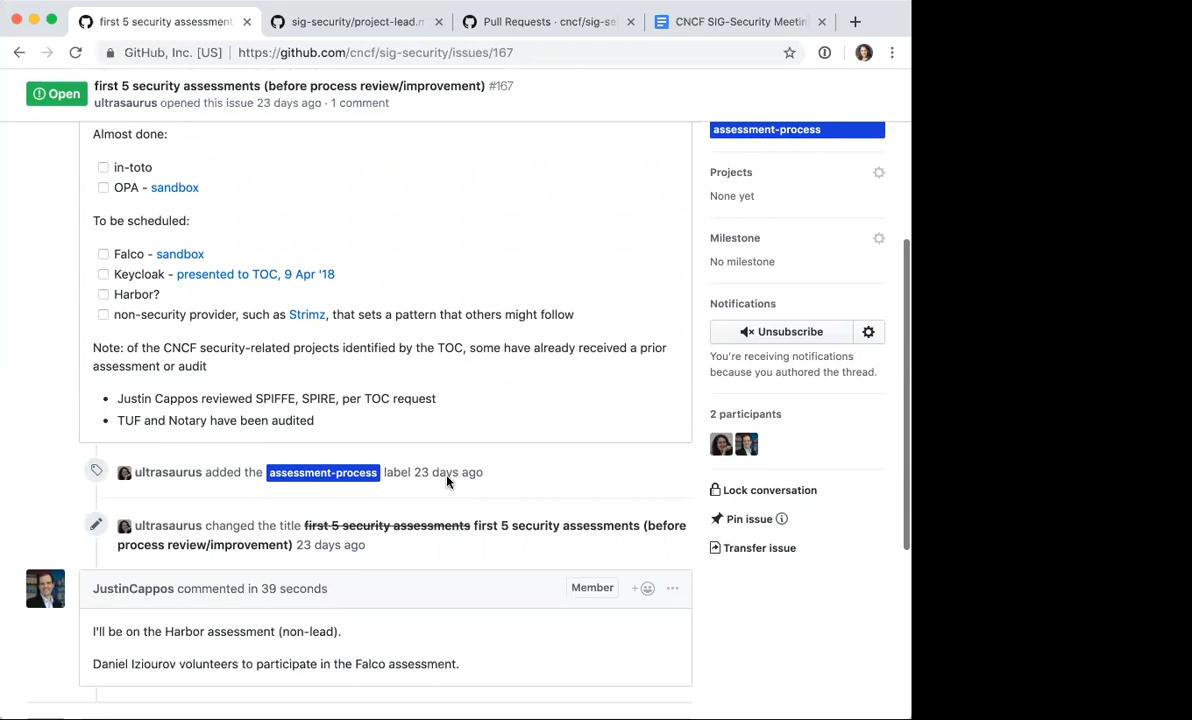 first 5 security assessment
sig-security/project-lead.m
Pull Requests · cncf/sig-se
CNCF SIG-Security Meetin
GitHub, Inc. [US]
https://github.com/cncf/sig-security/issues/167
Open
first 5 security assessments (before process review/improvement) #167
ultrasaurus opened this issue 23 days ago · 1 comment
Almost done:
in-toto
OPA - sandbox
To be scheduled:
Falco - sandbox
Keycloak - presented to TOC, 9 Apr '18
Harbor?
non-security provider, such as Strimz, that sets a pattern that others might follow
Note: of the CNCF security-related projects identified by the TOC, some have already received a prior
assessment or audit
• Justin Cappos reviewed SPIFFE, SPIRE, per TOC request
• TUF and Notary have been audited
ultrasaurus added the assessment-process label 23 days ago
ultrasaurus changed the title first 5 security assessments first 5 security assessments (before
process review/improvement) 23 days ago
JustinCappos commented in 39 seconds
Member
I'll be on the Harbor assessment (non-lead).
Daniel Iziourov volunteers to participate in the Falco assessment.
assessment-process
Projects
None yet
Milestone
No milestone
Notifications
Unsubscribe
You're receiving notifications
because you authored the thread.
2 participants
Lock conversation
Pin issue
Transfer issue